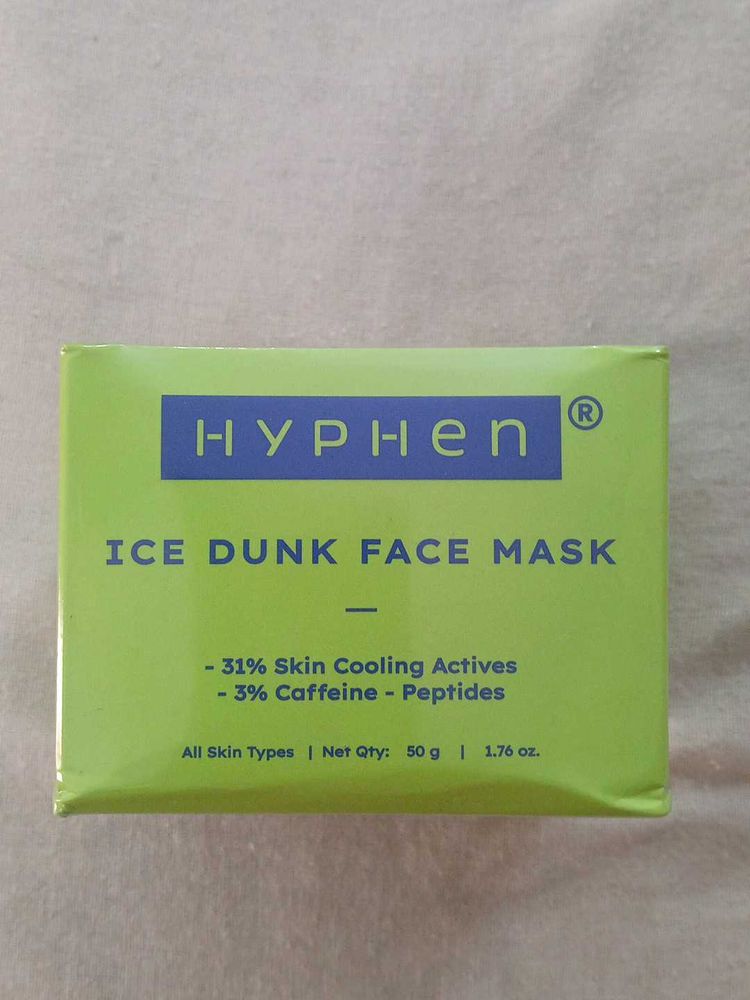 HYPHEN ®
ICE DUNK FACE MASK
—
- 31% Skin Cooling Actives
- 3% Caffeine - Peptides
All Skin Types | Net Qty: 50 g | 1.76 oz.